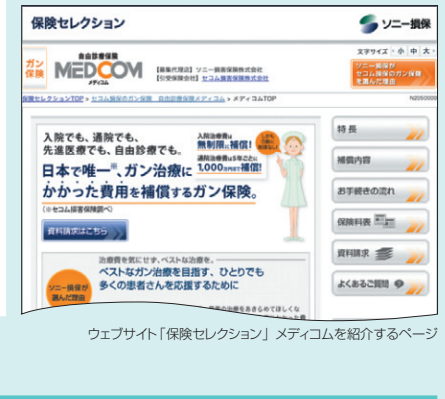 保険セレクション
ソニー損保
文字サイズ 小 中 大
ガン保険
自由診療保険
MEDCOM
メディコム
【募集代理店】ソニー損害保険株式会社
【引受保険会社】セコム損害保険株式会社
ソニー損保が
セコム損保のガン保険
を選んだ理由
保険セレクションTOP > セコム損保のガン保険 自由診療保険メディコム > メディコムTOP
入院でも、通院でも、
先進医療でも、自由診療でも。
入院治療費は
無制限に補償!
通院治療費は5年ごとに
1,000万円まで補償!
日本で唯一※、ガン治療に
かかった費用を補償するガン保険。
(※セコム損害保険調べ)
資料請求はこちら
特長
補償内容
お手続きの流れ
保険料表
資料請求
よくあるご質問
ソニー損保が
選んだ理由
治療費を気にせず、ベストな治療を。
ベストなガン治療を目指す、ひとりでも
多くの患者さんを応援するために
ウェブサイト「保険セレクション」メディコムを紹介するページ